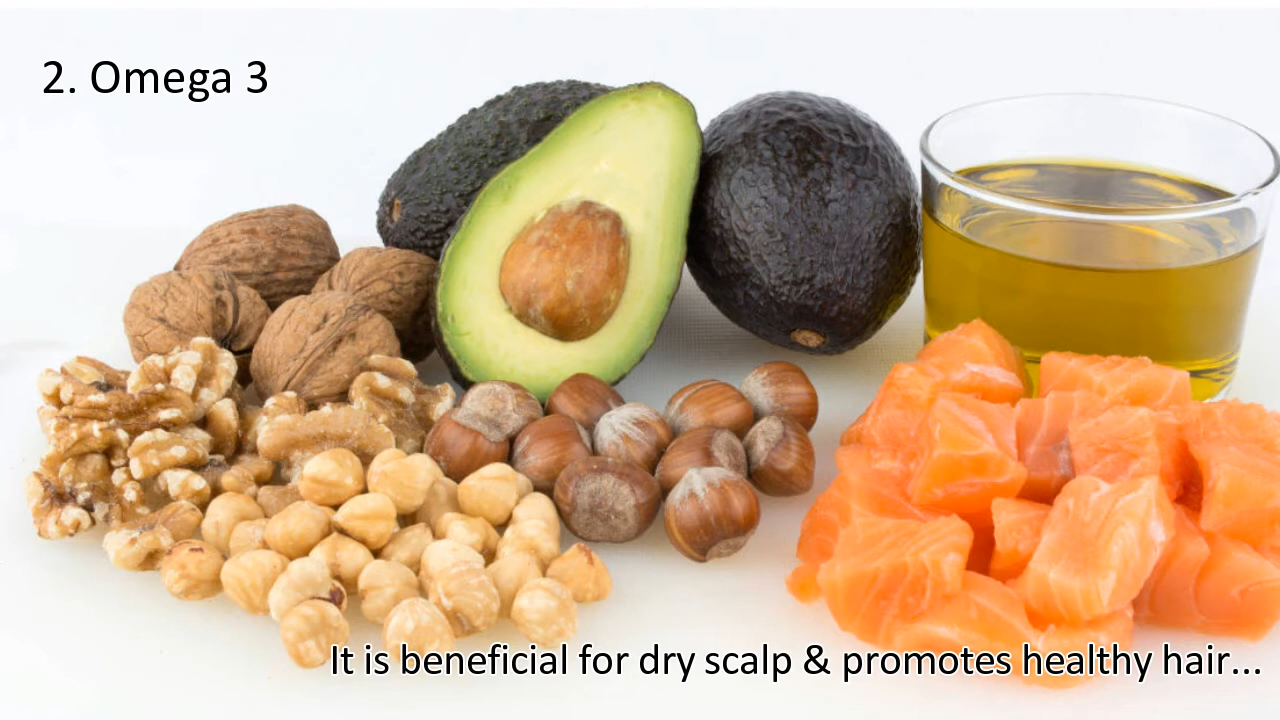 2. Omega 3
It is beneficial for dry scalp & promotes healthy hair...